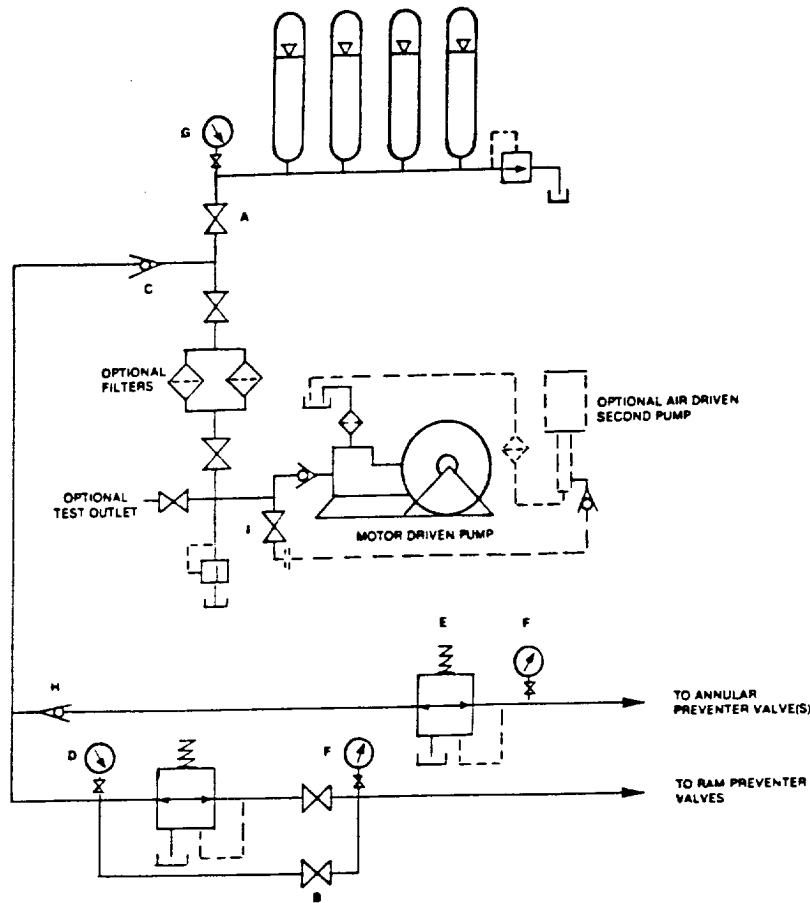 G
A
C
OPTIONAL
FILTERS
OPTIONAL AIR DRIVEN
SECOND PUMP
OPTIONAL
TEST OUTLET
I
MOTOR DRIVEN PUMP
E
F
H
TO ANNULAR
PREVENTER VALVE(S)
D
F
TO RAM PREVENTER
VALVES
B